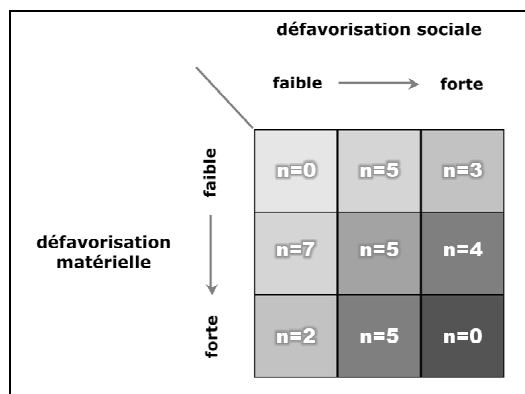 défavorisation sociale
faible forte
faible
n=0 n=5 n=3
défavorisation
matérielle
n=7 n=5 n=4
forte
n=2 n=5 n=0